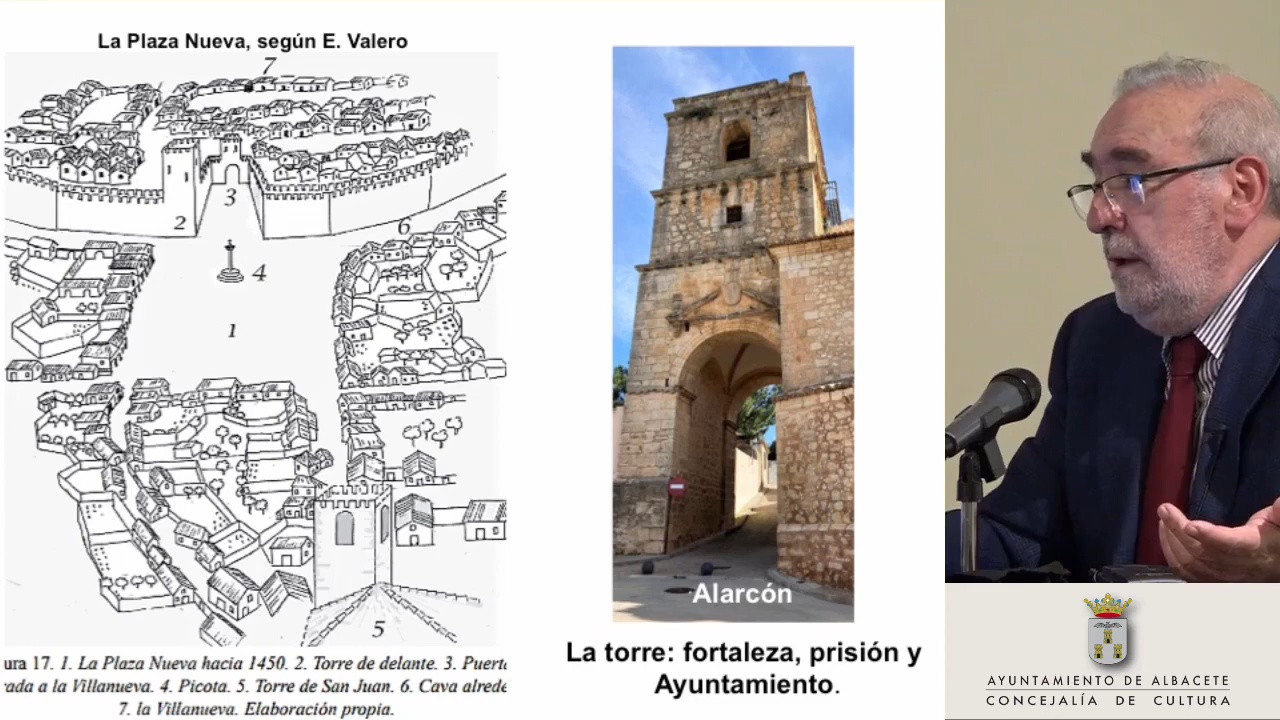 La Plaza Nueva, según E. Valero
7
3
2
6
4
1
5
ura 17. 1. La Plaza Nueva hacia 1450. 2. Torre de delante. 3. Puerta
rada a la Villanueva. 4. Picota. 5. Torre de San Juan. 6. Cava alrede
7. la Villanueva. Elaboración propia.
Alarcón
La torre: fortaleza, prisión y
Ayuntamiento.
AYUNTAMIENTO DE ALBACETE
CONCEJALÍA DE CULTURA